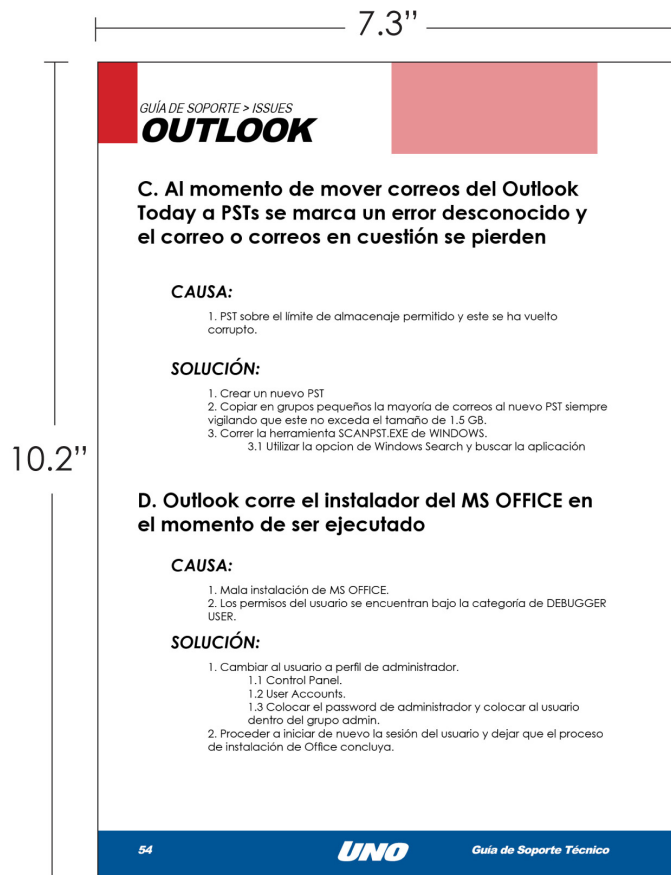 7.3”
GUÍA DE SOPORTE > ISSUES
OUTLOOK
C. Al momento de mover correos del Outlook
Today a PSTs se marca un error desconocido y
el correo o correos en cuestión se pierden
CAUSA:
1. PST sobre el límite de almacenaje permitido y este se ha vuelto
corrupto.
SOLUCIÓN:
1. Crear un nuevo PST
2. Copiar en grupos pequeños la mayoría de correos al nuevo PST siempre
vigilando que este no exceda el tamaño de 1.5 GB.
3. Correr la herramienta SCANPST.EXE de WINDOWS.
3.1 Utilizar la opcion de Windows Search y buscar la aplicación
10.2”
D. Outlook corre el instalador del MS OFFICE en
el momento de ser ejecutado
CAUSA:
1. Mala instalación de MS OFFICE.
2. Los permisos del usuario se encuentran bajo la categoría de DEBUGGER
USER.
SOLUCIÓN:
1. Cambiar al usuario a perfil de administrador.
1.1 Control Panel.
1.2 User Accounts.
1.3 Colocar el password de administrador y colocar al usuario
dentro del grupo admin.
2. Proceder a iniciar de nuevo la sesión del usuario y dejar que el proceso
de instalación de Office concluya.
54
UNO
Guía de Soporte Técnico